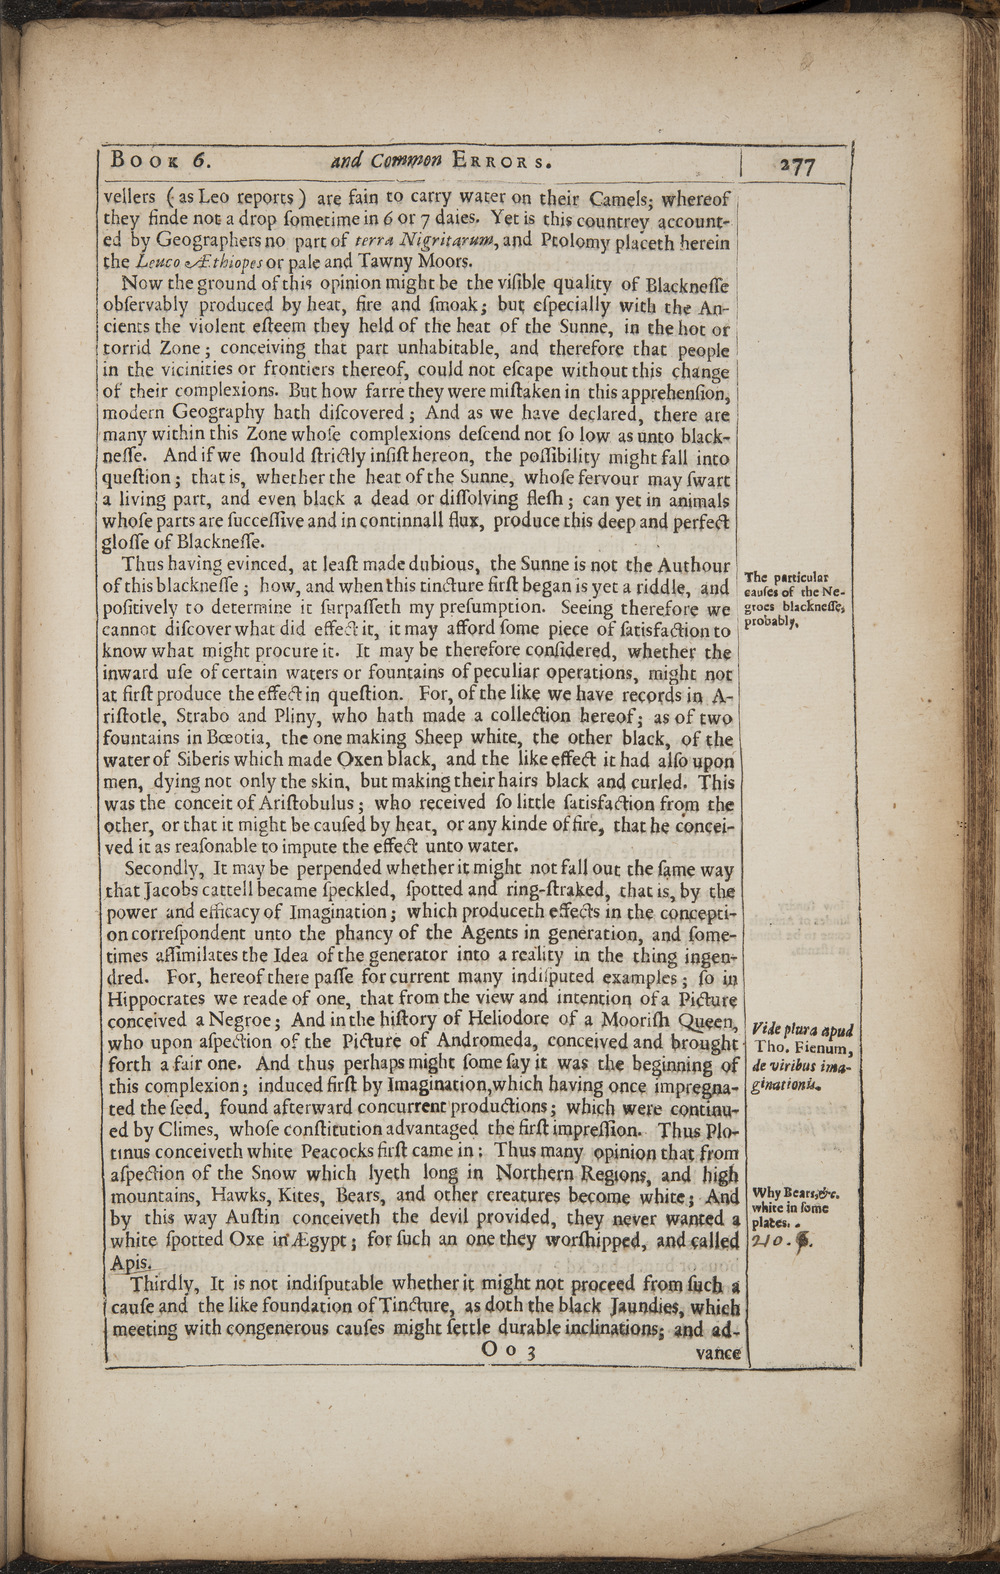 Book 6. and Common Errors. 277
vellers (as Leo reports) are fain to carry water on their Camels; whereof
they finde not a drop ſometime in 6 or 7 daies. Yet is this countrey account-
ed by Geographers no part of terra Nigritarum, and Ptolomy placeth herein
the Leuco Æthiopes or pale and Tawny Moors.
Now the ground of this opinion might be the viſible quality of Blackneſſe
obſervably produced by heat, fire and ſmoak; but eſpecially with the An-
cients the violent eſteem they held of the heat of the Sunne, in the hot or
torrid Zone; conceiving that part unhabitable, and therefore that people
in the vicinities or frontiers thereof, could not eſcape without this change
of their complexions. But how farre they were miſtaken in this apprehenſion,
modern Geography hath diſcovered; And as we have declared, there are
many within this Zone whoſe complexions deſcend not ſo low as unto black-
neſſe. And if we ſhould ſtrictly inſiſt hereon, the poſſibility might fall into
queſtion; that is, whether the heat of the Sunne, whoſe fervour may ſwart
a living part, and even black a dead or diſſolving fleſh; can yet in animals
whoſe parts are ſucceſſive and in continnall flux, produce this deep and perfect
gloſſe of Blackneſſe.
Thus having evinced, at leaſt made dubious, the Sunne is not the Authour
of this blackneſſe; how, and when this tincture firſt began is yet a riddle, and
poſitively to determine it ſurpaſſeth my preſumption. Seeing therefore we
cannot diſcover what did effect it, it may afford ſome piece of ſatisfaction to
know what might procure it. It may be therefore conſidered, whether the
inward uſe of certain waters or fountains of peculiar operations, might not
at firſt produce the effect in queſtion. For, of the like we have records in A-
riſtotle, Strabo and Pliny, who hath made a collection hereof; as of two
fountains in Bœotia, the one making Sheep white, the other black, of the
water of Siberis which made Oxen black, and the like effect it had alſo upon
men, dying not only the skin, but making their hairs black and curled. This
was the conceit of Ariſtobulus; who received ſo little ſatisfaction from the
other, or that it might be cauſed by heat, or any kinde of fire, that he concei-
ved it as reaſonable to impute the effect unto water.
Secondly, It may be perpended whether it might not fall out the ſame way
that Jacobs cattell became ſpeckled, ſpotted and ring-ſtraked, that is, by the
power and efficacy of Imagination; which produceth effects in the concepti-
on correſpondent unto the phancy of the Agents in generation, and ſome-
times aſſimilates the Idea of the generator into a reality in the thing ingen-
dred. For, hereof there paſſe for current many indiſputed examples; ſo in
Hippocrates we reade of one, that from the view and intention of a Picture
conceived a Negroe; And in the hiſtory of Heliodore of a Mooriſh Queen,
who upon aſpection of the Picture of Andromeda, conceived and brought
forth a fair one. And thus perhaps might ſome ſay it was the beginning of
this complexion; induced firſt by Imagination, which having once impregna-
ted the ſeed, found afterward concurrent productions; which were continu-
ed by Climes, whoſe conſtitution advantaged the firſt impreſſion. Thus Plo-
tinus conceiveth white Peacocks firſt came in: Thus many opinion that from
aſpection of the Snow which lyeth long in Northern Regions, and high
mountains, Hawks, Kites, Bears, and other creatures become white; And
by this way Auſtin conceiveth the devil provided, they never wanted a
white ſpotted Oxe in Ægypt; for ſuch an one they worſhipped, and called
Apis.
Thirdly, It is not indiſputable whether it might not proceed from ſuch a
cauſe and the like foundation of Tincture, as doth the black Jaundies, which
meeting with congenerous cauſes might ſettle durable inclinations; and ad-
O o 3 vance
The particular
cauſes of the Ne-
groes blackneſſe,
probably.
Vide plura apud
Tho. Fienum,
de viribus ima-
ginationis.
Why Bears, &c.
white in ſome
places.